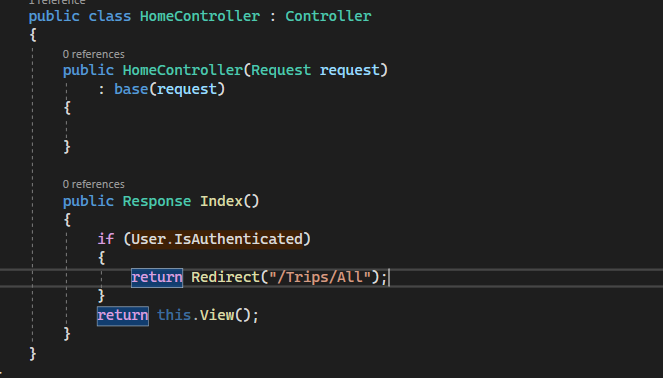 1 reference
public class HomeController : Controller
{
0 references
public HomeController(Request request)
: base(request)
{
}
0 references
public Response Index()
{
if (User.IsAuthenticated)
{
return Redirect("/Trips/All");
}
return this.View();
}
}